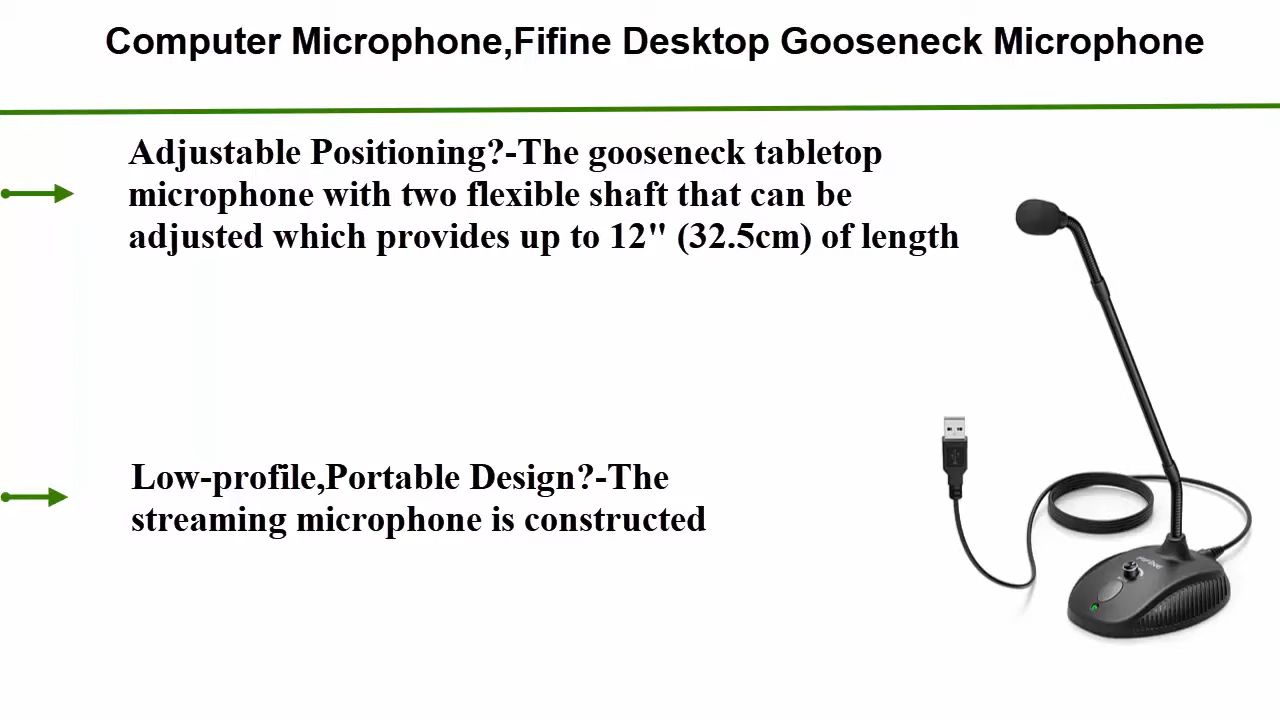 Computer Microphone,Fifine Desktop Gooseneck Microphone
Adjustable Positioning?-The gooseneck tabletop
microphone with two flexible shaft that can be
adjusted which provides up to 12" (32.5cm) of length
Low-profile,Portable Design?-The
streaming microphone is constructed